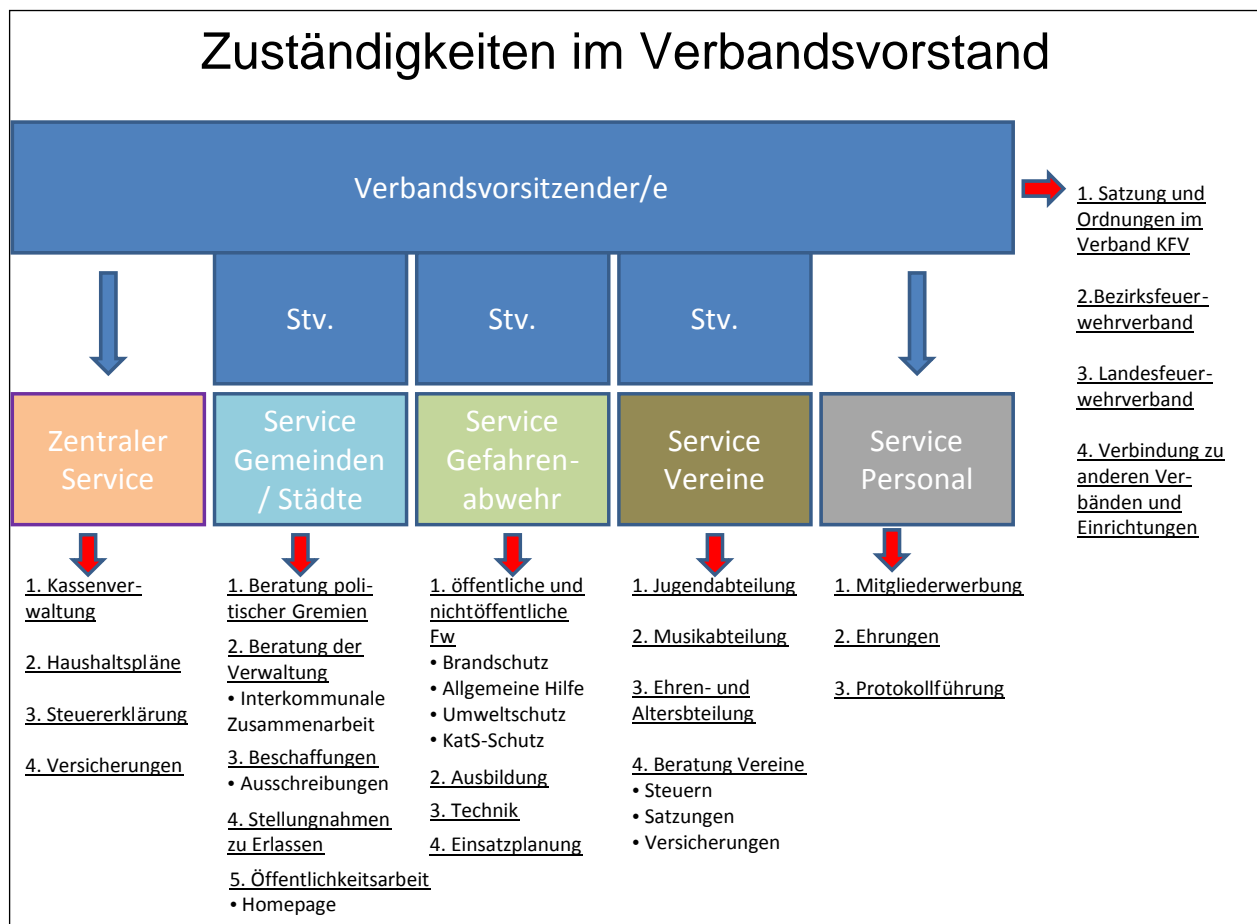 Zuständigkeiten im Verbandsvorstand
Verbandsvorsitzender/e
1. Satzung und
Ordnungen im
Verband KFV
2.Bezirksfeuer-
wehrverband
3. Landesfeuer-
wehrverband
4. Verbindung zu
anderen Ver-
bänden und
Einrichtungen
Stv.
Stv.
Stv.
Zentraler
Service
Service
Gemeinden
/ Städte
Service
Gefahren-
abwehr
Service
Vereine
Service
Personal
1. Kassenver-
waltung
2. Haushaltspläne
3. Steuererklärung
4. Versicherungen
1. Beratung poli-
tischer Gremien
2. Beratung der
Verwaltung
• Interkommunale
Zusammenarbeit
3. Beschaffungen
• Ausschreibungen
4. Stellungnahmen
zu Erlassen
5. Öffentlichkeitsarbeit
• Homepage
1. öffentliche und
nichtöffentliche
Fw
• Brandschutz
• Allgemeine Hilfe
• Umweltschutz
• KatS-Schutz
2. Ausbildung
3. Technik
4. Einsatzplanung
1. Jugendabteilung
2. Musikabteilung
3. Ehren- und
Altersbteilung
4. Beratung Vereine
• Steuern
• Satzungen
• Versicherungen
1. Mitgliederwerbung
2. Ehrungen
3. Protokollführung